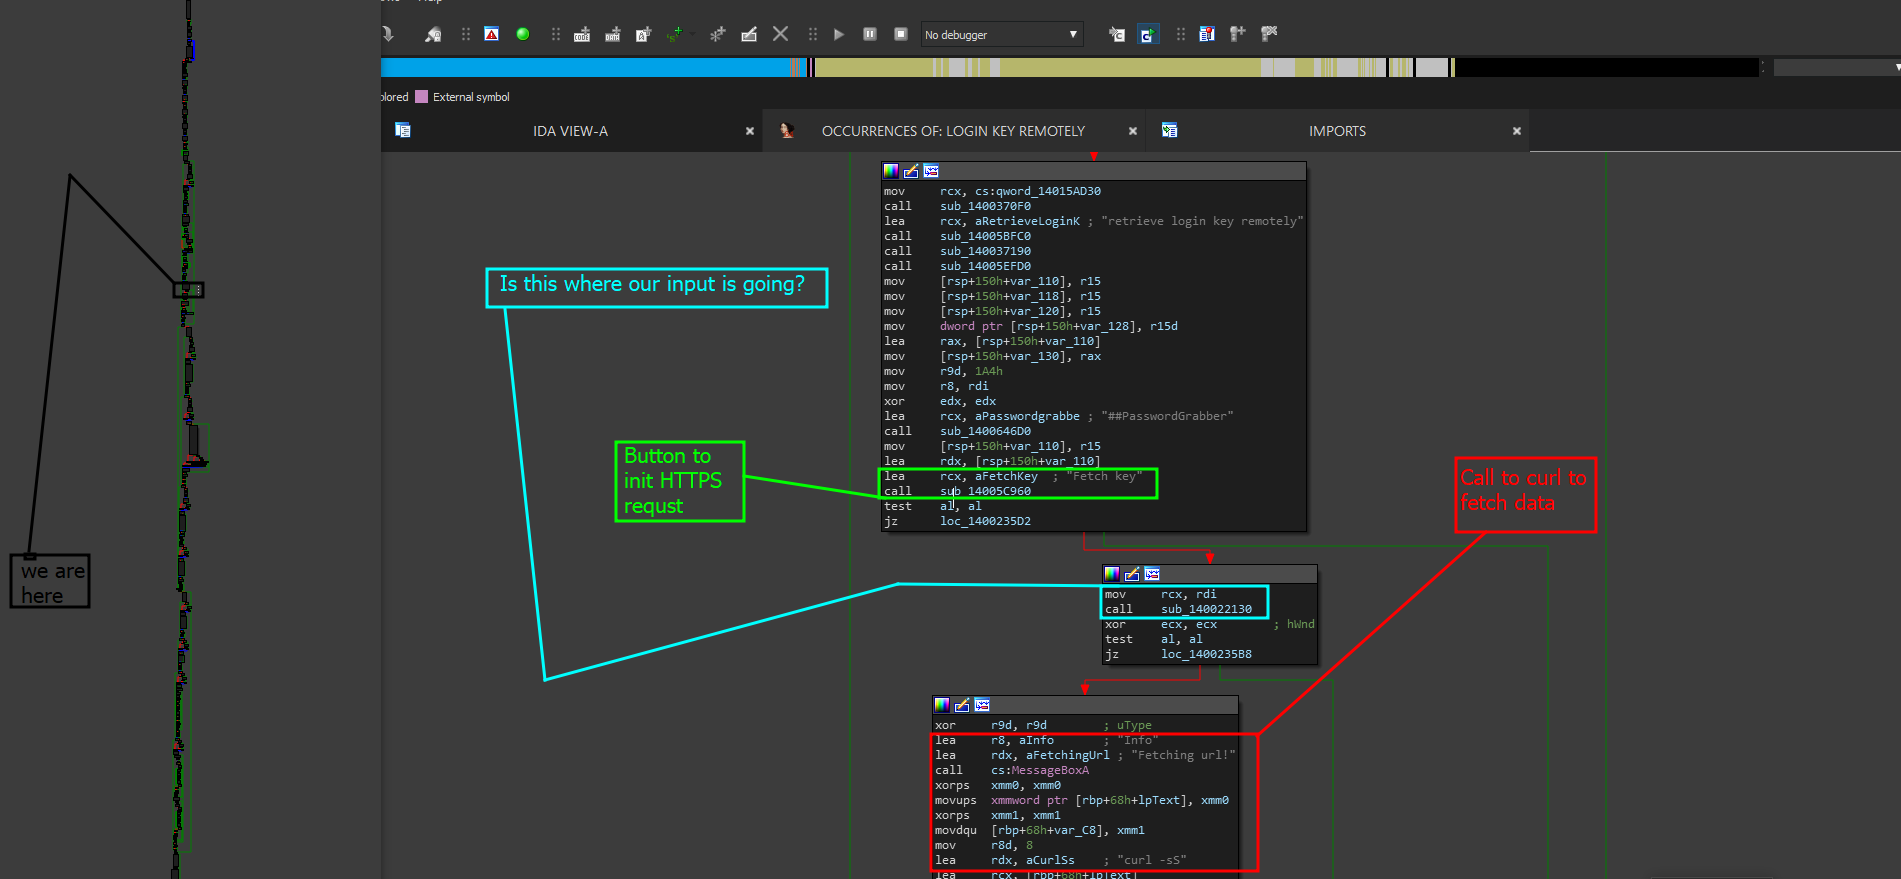 Help
No debugger
plored External symbol
IDA VIEW-A
OCCURRENCES OF: LOGIN KEY REMOTELY
IMPORTS
mov rcx, cs:qword_14015AD30
call sub_1400370F0
lea rcx, aRetrieveLoginK ; "retrieve login key remotely"
call sub_14005BFC0
call sub_140037190
call sub_14005EFD0
mov [rsp+150h+var_110], r15
mov [rsp+150h+var_118], r15
mov [rsp+150h+var_120], r15
mov dword ptr [rsp+150h+var_128], r15d
lea rax, [rsp+150h+var_110]
mov [rsp+150h+var_130], rax
mov r9d, 1A4h
mov r8, rdi
xor edx, edx
lea rcx, aPasswordgrabbe ; "##PasswordGrabber"
call sub_1400646D0
mov [rsp+150h+var_110], r15
lea rdx, [rsp+150h+var_110]
lea rcx, aFetchKey ; "Fetch key"
call sub_14005C960
test al, al
jz loc_1400235D2
Is this where our input is going?
Button to
init HTTPS
requst
Call to curl to
fetch data
we are
here
mov rcx, rdi
call sub_140022130
xor ecx, ecx ; hWnd
test al, al
jz loc_1400235B8
xor r9d, r9d ; uType
lea r8, aInfo ; "Info"
lea rdx, aFetchingUrl ; "Fetching url!"
call cs:MessageBoxA
xorps xmm0, xmm0
movups xmmword ptr [rbp+68h+lpText], xmm0
xorps xmm1, xmm1
movdqu [rbp+68h+var_C8], xmm1
mov r8d, 8
lea rdx, aCurlSs ; "curl -sS"
lea rcx, [rbp+68h+lpText]